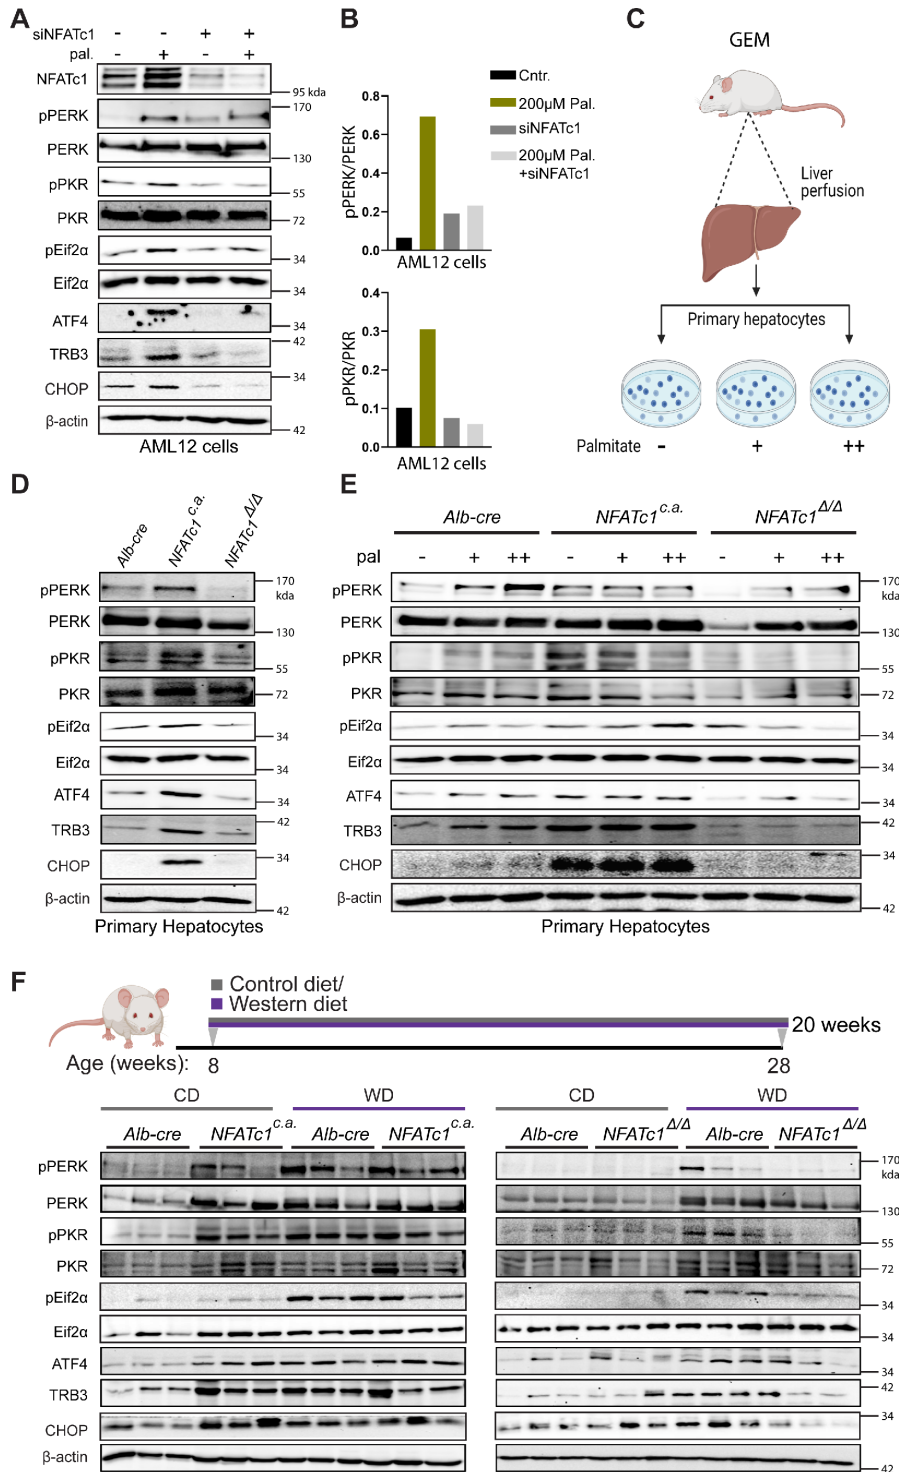 A
siNFATc1 - - + +
pal. - + - +
NFATc1
95 kda
pPERK
170
PERK
130
pPKR
55
PKR
72
pEif2α
34
Eif2α
34
ATF4
34
TRB3
42
CHOP
34
β-actin
42
AML12 cells
B
Cntr.
200µM Pal.
siNFATc1
200µM Pal.
+siNFATc1
pPERK/PERK
0.8
0.6
0.4
0.2
0.0
AML12 cells
pPKR/PKR
0.4
0.3
0.2
0.1
0.0
AML12 cells
C
GEM
Liver
perfusion
Primary hepatocytes
Palmitate - + ++
D
Alb-cre NFATc1 c.a. NFATc1 Δ/Δ
pPERK
170
kda
PERK
130
pPKR
55
PKR
72
pEif2α
34
Eif2α
34
ATF4
34
TRB3
42
CHOP
34
β-actin
42
Primary Hepatocytes
E
Alb-cre NFATc1 c.a. NFATc1 Δ/Δ
pal - + ++ - + ++ - + ++
pPERK
170
kda
PERK
130
pPKR
55
PKR
72
pEif2α
34
Eif2α
34
ATF4
34
TRB3
42
CHOP
34
β-actin
42
Primary Hepatocytes
F
Control diet/
Western diet
20 weeks
Age (weeks): 8 28
CD WD CD WD
Alb-cre NFATc1 c.a. Alb-cre NFATc1 c.a. Alb-cre NFATc1 Δ/Δ Alb-cre NFATc1 Δ/Δ
pPERK
170
kda
PERK
130
pPKR
55
PKR
72
pEif2α
34
Eif2α
34
ATF4
34
TRB3
42
CHOP
34
β-actin
42